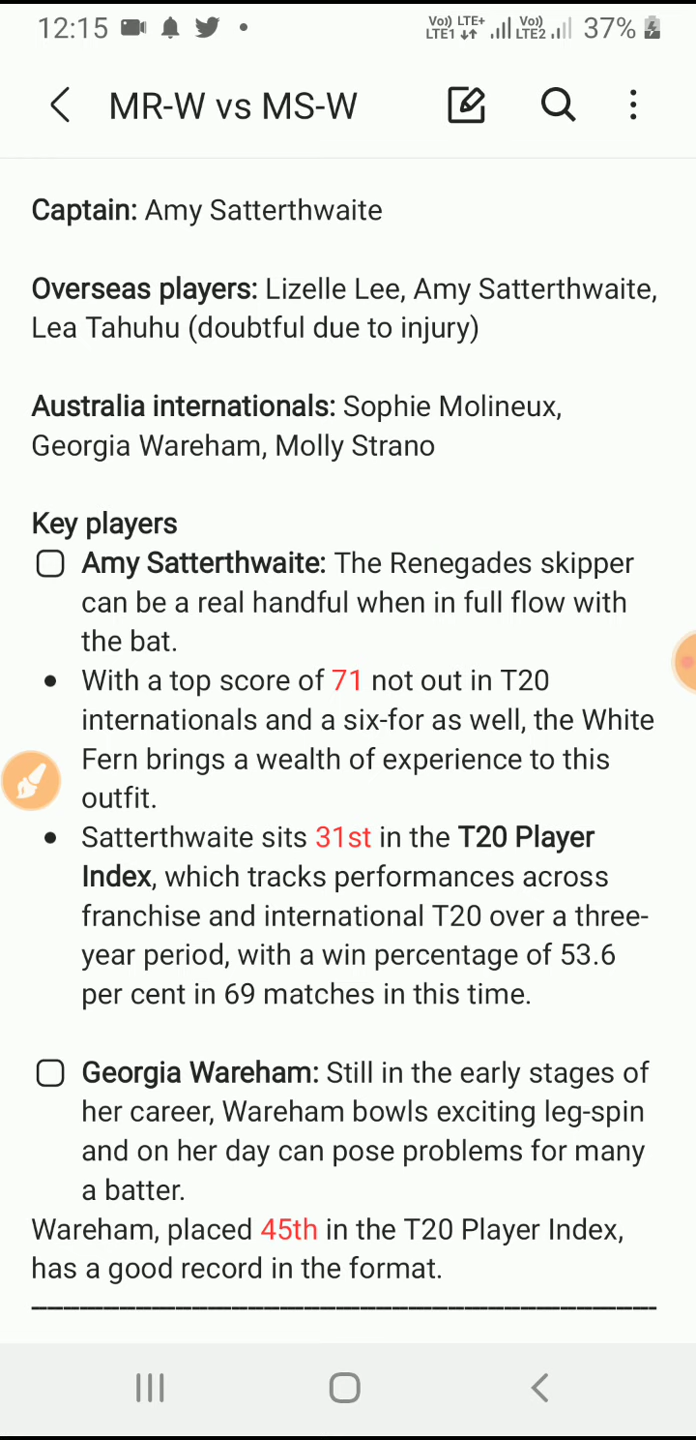 12:15
Vo)) LTE+ LTE1 Vo)) LTE2 37%
MR-W vs MS-W
Captain: Amy Satterthwaite
Overseas players: Lizelle Lee, Amy Satterthwaite,
Lea Tahuhu (doubtful due to injury)
Australia internationals: Sophie Molineux,
Georgia Wareham, Molly Strano
Key players
Amy Satterthwaite: The Renegades skipper
can be a real handful when in full flow with
the bat.
• With a top score of 71 not out in T20
internationals and a six-for as well, the White
Fern brings a wealth of experience to this
outfit.
• Satterthwaite sits 31st in the T20 Player
Index, which tracks performances across
franchise and international T20 over a three-
year period, with a win percentage of 53.6
per cent in 69 matches in this time.
Georgia Wareham: Still in the early stages of
her career, Wareham bowls exciting leg-spin
and on her day can pose problems for many
a batter.
Wareham, placed 45th in the T20 Player Index,
has a good record in the format.